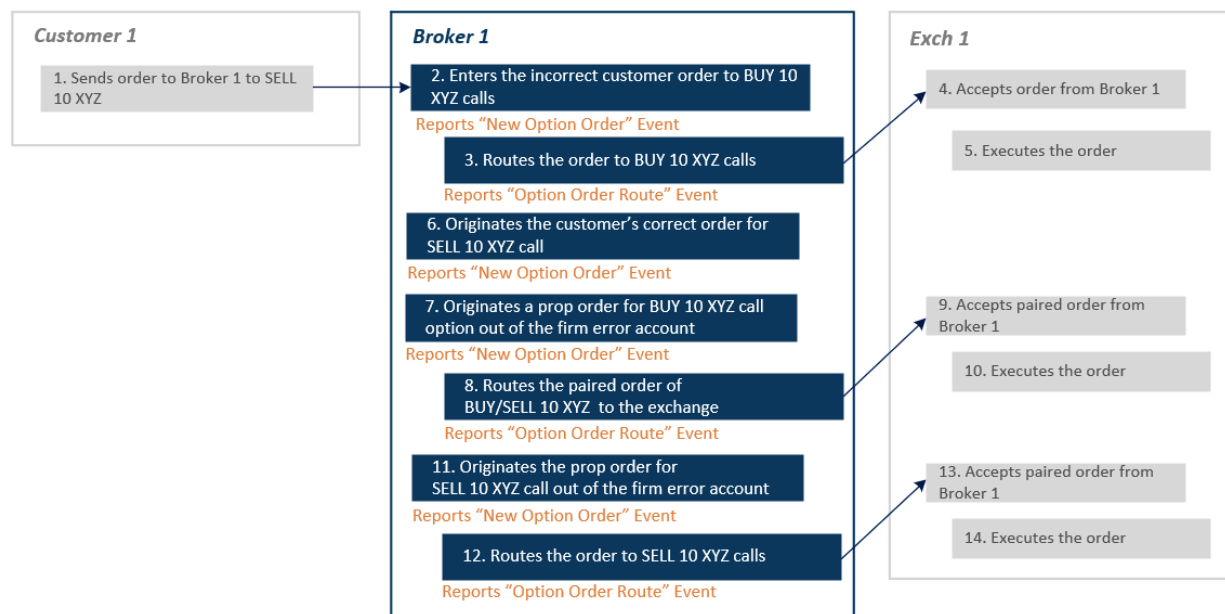 Customer 1
1. Sends order to Broker 1 to SELL
10 XYZ
Broker 1
2. Enters the incorrect customer order to BUY 10
XYZ calls
Reports “New Option Order” Event
3. Routes the order to BUY 10 XYZ calls
Reports “Option Order Route” Event
6. Originates the customer’s correct order for
SELL 10 XYZ call
Reports “New Option Order” Event
7. Originates a prop order for BUY 10 XYZ call
option out of the firm error account
Reports “New Option Order” Event
8. Routes the paired order of
BUY/SELL 10 XYZ to the exchange
Reports “Option Order Route” Event
11. Originates the prop order for
SELL 10 XYZ call out of the firm error account
Reports “New Option Order” Event
12. Routes the order to SELL 10 XYZ calls
Reports “Option Order Route” Event
Exch 1
4. Accepts order from Broker 1
5. Executes the order
9. Accepts paired order from
Broker 1
10. Executes the order
13. Accepts paired order from
Broker 1
14. Executes the order